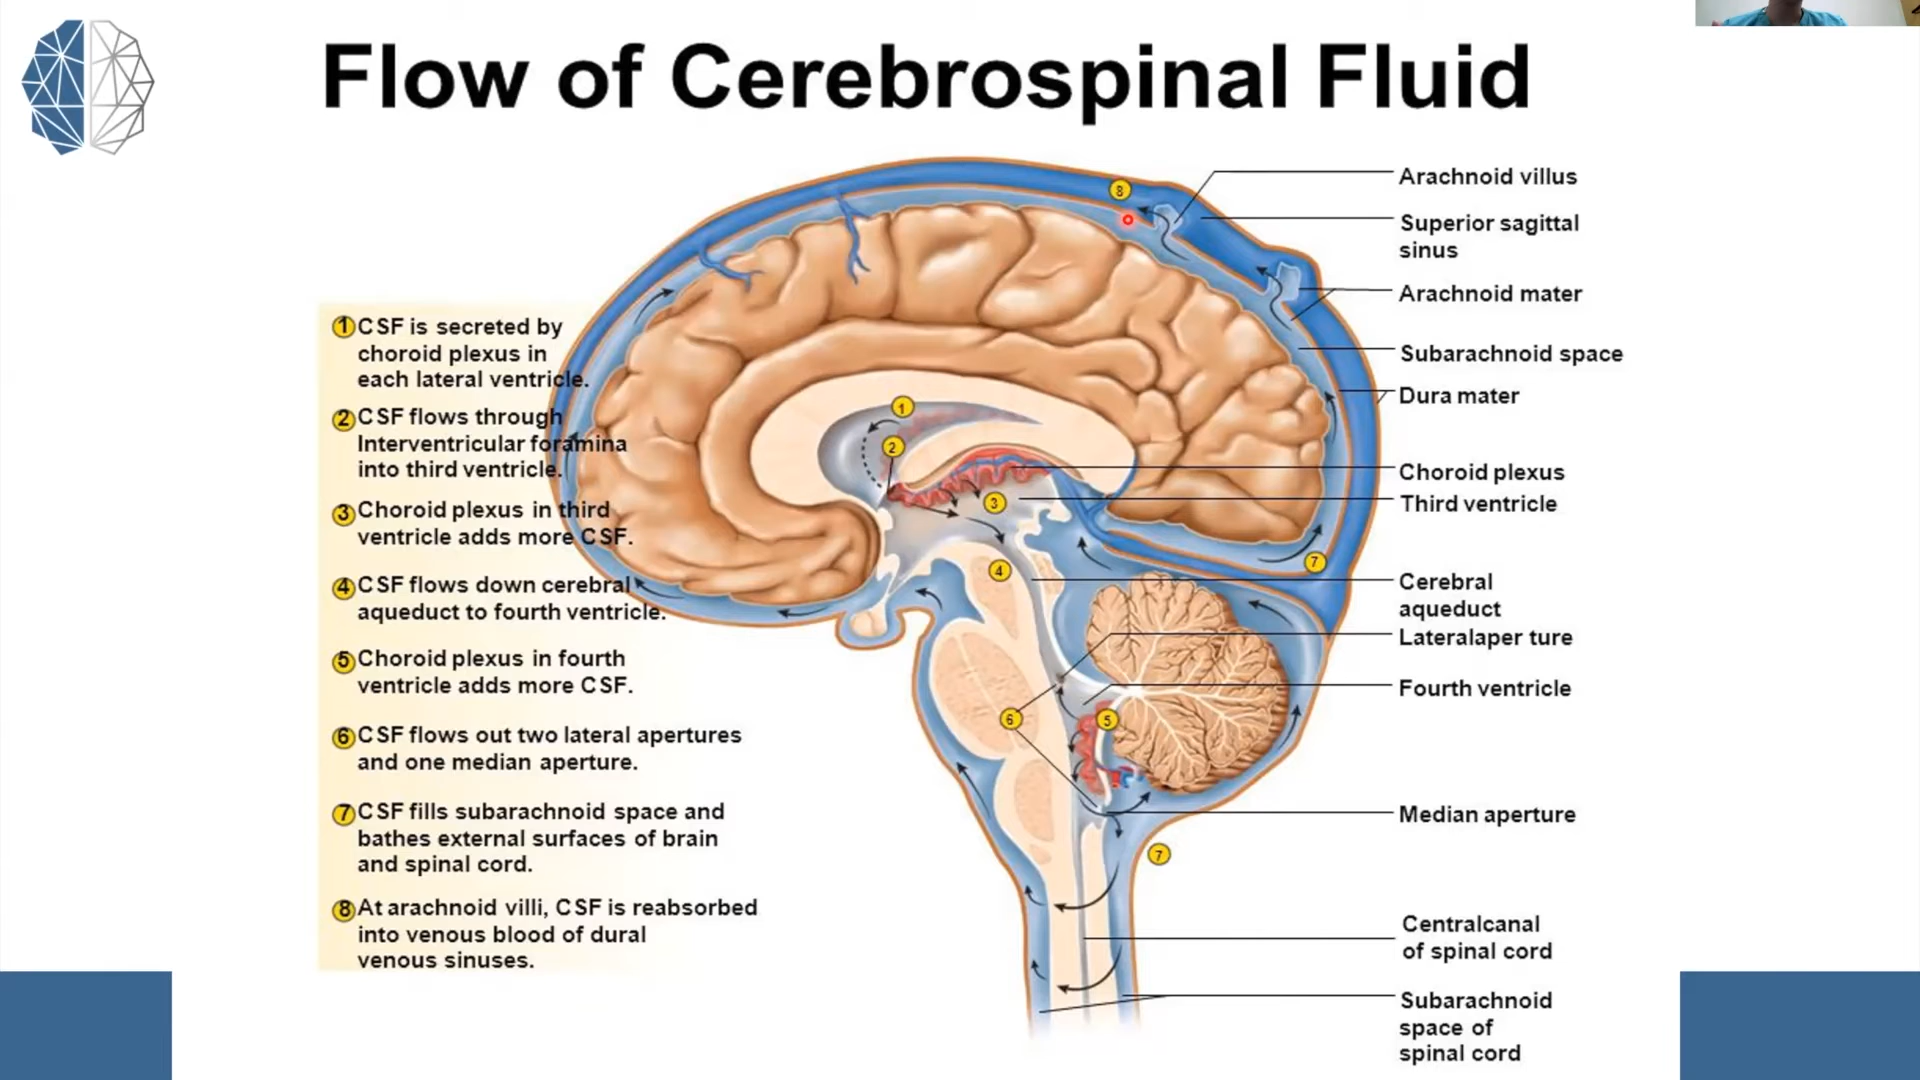 Flow of Cerebrospinal Fluid
1 CSF is secreted by
choroid plexus in
each lateral ventricle.
2 CSF flows through
Interventricular foramina
into third ventricle.
3 Choroid plexus in third
ventricle adds more CSF.
4 CSF flows down cerebral
aqueduct to fourth ventricle.
5 Choroid plexus in fourth
ventricle adds more CSF.
6 CSF flows out two lateral apertures
and one median aperture.
7 CSF fills subarachnoid space and
bathes external surfaces of brain
and spinal cord.
8 At arachnoid villi, CSF is reabsorbed
into venous blood of dural
venous sinuses.
8
1
2
3
4
7
6
5
7
Arachnoid villus
Superior sagittal
sinus
Arachnoid mater
Subarachnoid space
Dura mater
Choroid plexus
Third ventricle
Cerebral
aqueduct
Lateralaper ture
Fourth ventricle
Median aperture
Centralcanal
of spinal cord
Subarachnoid
space of
spinal cord